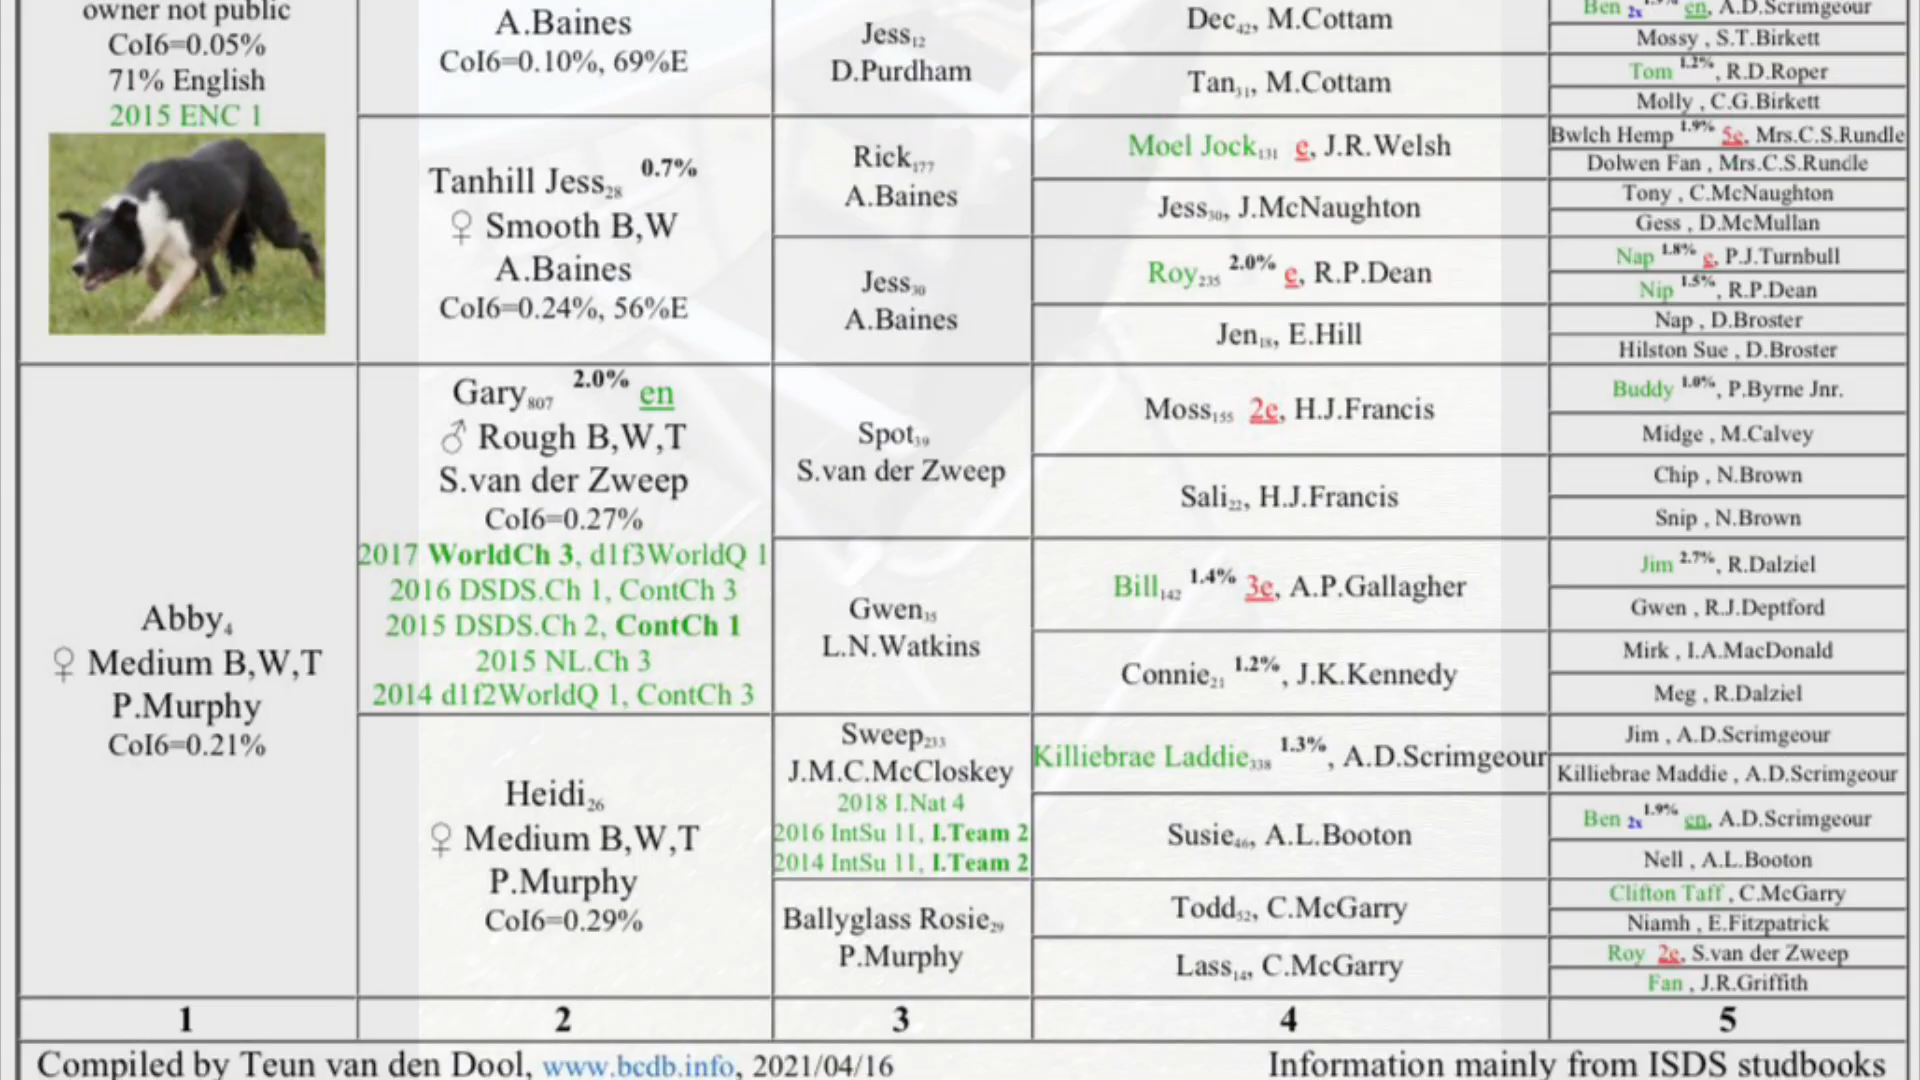 owner not public
CoI6=0.05%
71% English
2015 ENC 1
A.Baines
CoI6=0.10%, 69%E
Jess12
D.Purdham
Dec42, M.Cottam
Tan31, M.Cottam
Ben 2x 1.9% en, A.D.Scrimgeour
Mossy , S.T.Birkett
Tom 1.2%, R.D.Roper
Molly , C.G.Birkett
Tanhill Jess28 0.7%
♀ Smooth B,W
A.Baines
CoI6=0.24%, 56%E
Rick177
A.Baines
Jess30
A.Baines
Moel Jock131 e, J.R.Welsh
Jess30, J.McNaughton
Roy235 2.0% e, R.P.Dean
Jen18, E.Hill
Bwlch Hemp 1.9% 5e, Mrs.C.S.Rundle
Dolwen Fan , Mrs.C.S.Rundle
Tony , C.McNaughton
Gess , D.McMullan
Nap 1.8% e, P.J.Turnbull
Nip 1.5%, R.P.Dean
Nap , D.Broster
Hilston Sue , D.Broster
Abby4
♀ Medium B,W,T
P.Murphy
CoI6=0.21%
Gary807 2.0% en
♂ Rough B,W,T
S.van der Zweep
CoI6=0.27%
2017 WorldCh 3, d1f3WorldQ 1
2016 DSDS.Ch 1, ContCh 3
2015 DSDS.Ch 2, ContCh 1
2015 NL.Ch 3
2014 d1f2WorldQ 1, ContCh 3
Spot39
S.van der Zweep
Gwen35
L.N.Watkins
Moss155 2e, H.J.Francis
Sali22, H.J.Francis
Bill142 1.4% 3e, A.P.Gallagher
Connie21 1.2%, J.K.Kennedy
Buddy 1.0%, P.Byrne Jnr.
Midge , M.Calvey
Chip , N.Brown
Snip , N.Brown
Jim 2.7%, R.Dalziel
Gwen , R.J.Deptford
Mirk , I.A.MacDonald
Meg , R.Dalziel
Heidi26
♀ Medium B,W,T
P.Murphy
CoI6=0.29%
Sweep233
J.M.C.McCloskey
2018 I.Nat 4
2016 IntSu 11, I.Team 2
2014 IntSu 11, I.Team 2
Ballyglass Rosie29
P.Murphy
Killiebrae Laddie338 1.3% , A.D.Scrimgeour
Susie46, A.L.Booton
Todd52, C.McGarry
Lass14, C.McGarry
Jim , A.D.Scrimgeour
Killiebrae Maddie , A.D.Scrimgeour
Ben 2x 1.9% en, A.D.Scrimgeour
Nell , A.L.Booton
Clifton Taff , C.McGarry
Niamh , E.Fitzpatrick
Roy 2e, S.van der Zweep
Fan , J.R.Griffith
1 2 3 4 5
Compiled by Teun van den Dool, www.bcdb.info, 2021/04/16
Information mainly from ISDS studbooks